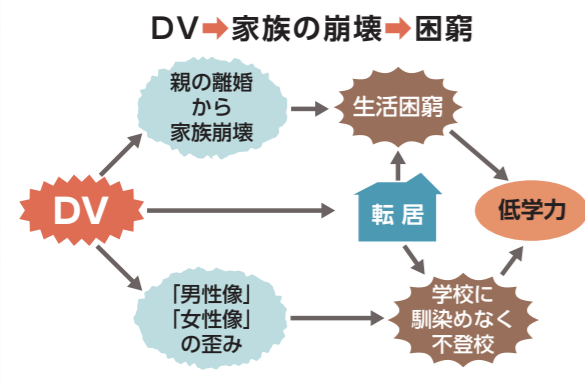 DV➡家族の崩壊➡困窮
親の離婚
から
家族崩壊
生活困窮
DV
転居
低学力
「男性像」
「女性像」
の歪み
学校に
馴染めなく
不登校